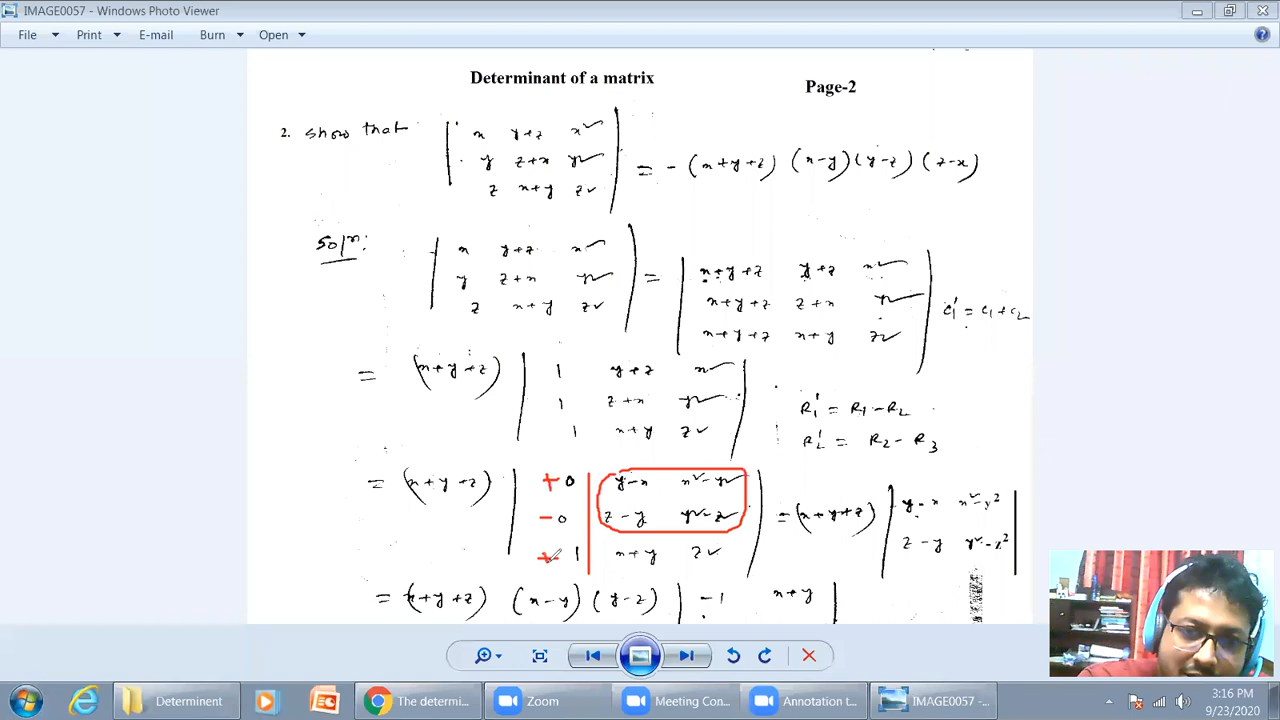 IMAGE0057 - Windows Photo Viewer
File Print E-mail Burn Open
Determinant of a matrix Page-2
2. Show that | x y+z x² | y z+x y² | z x+y z² | = -(x+y+z) (x-y) (y-z) (z-x)
Solⁿ: | x y+z x² | y z+x y² | z x+y z² | = | x+y+z y+z x² | x+y+z z+x y² | x+y+z x+y z² | C₁' = C₁+C₂
= (x+y+z) | 1 y+z x² | 1 z+x y² | 1 x+y z² | R₁' = R₁-R₂
R₂' = R₂-R₃
= (x+y+z) | +0 y-x x²-y² | -0 z-y y²-z² | + 1 x+y z² | = (x+y+z) | y-x x²-y² | z-y y²-z² |
= (x+y+z) (x-y) (y-z) | -1 x+y |
Determinent
The determi...
Zoom
Meeting Con...
Annotation t...
IMAGE0057 -...
3:16 PM
9/23/2020